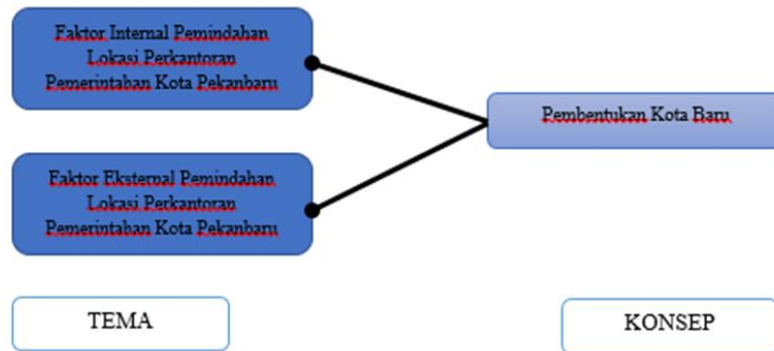 Faktor Internal Pemindahan
Lokasi Perkantoran
Pemerintahan Kota Pekanbaru
Pembentukan Kota Baru
Faktor Eksternal Pemindahan
Lokasi Perkantoran
Pemerintahan Kota Pekanbaru
TEMA
KONSEP